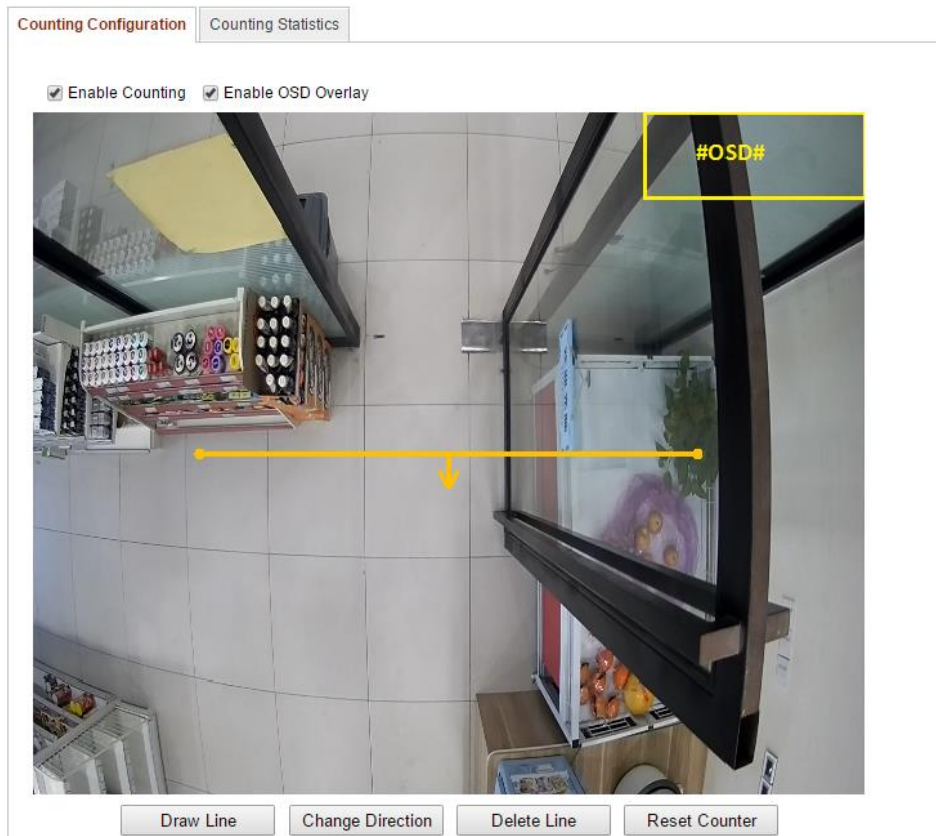 Counting Configuration
Counting Statistics
Enable Counting
Enable OSD Overlay
#OSD#
Draw Line
Change Direction
Delete Line
Reset Counter